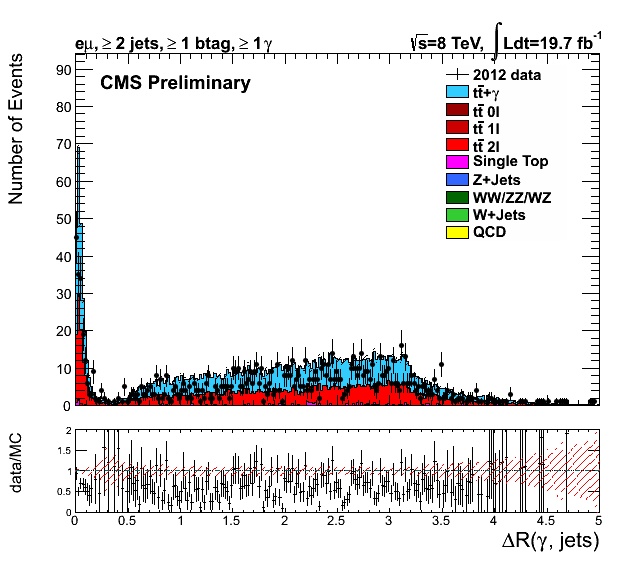 eμ, ≥ 2 jets, ≥ 1 btag, ≥ 1 γ
√s=8 TeV, ∫Ldt=19.7 fb⁻¹
CMS Preliminary
2012 data
tt̄+γ
tt̄ 0l
tt̄ 1l
tt̄ 2l
Single Top
Z+Jets
WW/ZZ/WZ
W+Jets
QCD
Number of Events
90
80
70
60
50
40
30
20
10
0
data/MC
2
1.5
1
0.5
0
0 0.5 1 1.5 2 2.5 3 3.5 4 4.5 5
ΔR(γ, jets)